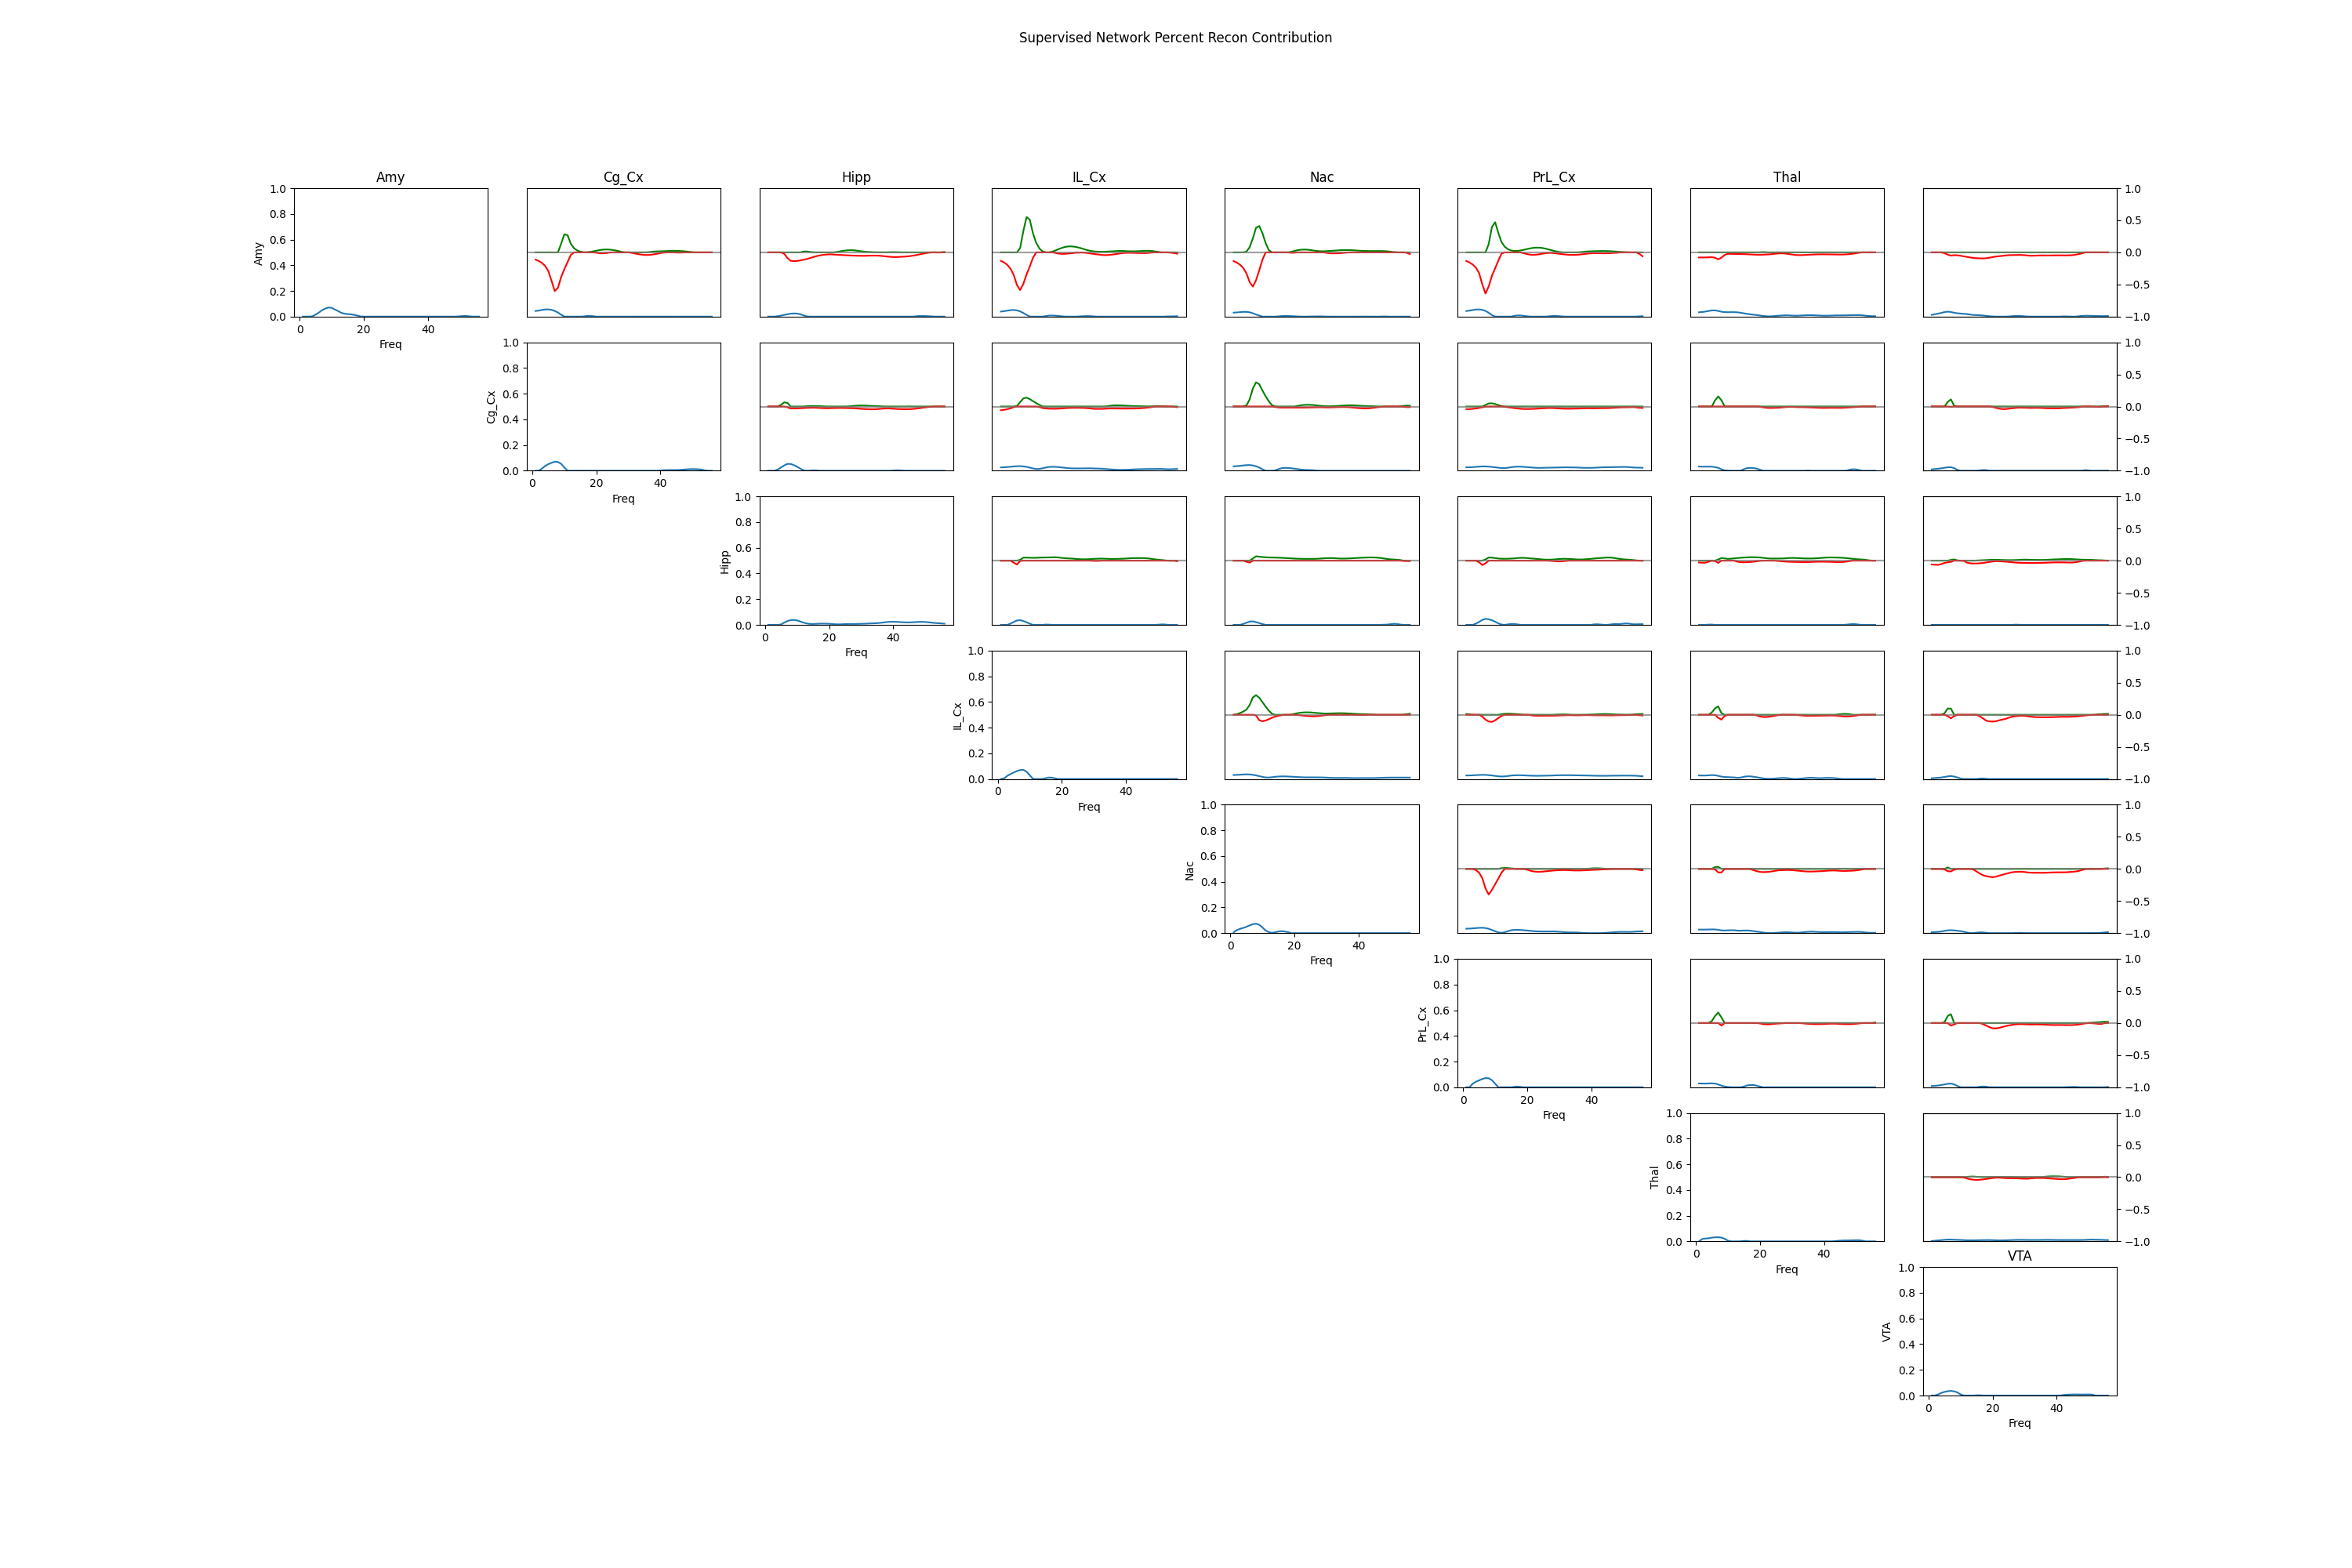 Supervised Network Percent Recon Contribution
Amy Cg_Cx Hipp IL_Cx Nac PrL_Cx Thal
1.0 1.0
0.8 0.5
Amy 0.6 0.0
0.4 −0.5
0.2 −1.0
0.0
0 20 40
Freq
1.0 1.0
0.8 0.5
Cg_Cx 0.6 0.0
0.4 −0.5
0.2 −1.0
0.0
0 20 40
Freq
1.0 1.0
0.8 0.5
Hipp 0.6 0.0
0.4 −0.5
0.2 −1.0
0.0
0 20 40
Freq
1.0 1.0
0.8 0.5
IL_Cx 0.6 0.0
0.4 −0.5
0.2 −1.0
0.0
0 20 40
Freq
1.0 1.0
0.8 0.5
Nac 0.6 0.0
0.4 −0.5
0.2 −1.0
0.0
0 20 40
Freq
1.0 1.0
0.8 0.5
PrL_Cx 0.6 0.0
0.4 −0.5
0.2 −1.0
0.0
0 20 40
Freq
1.0 1.0
0.8 0.5
Thal 0.6 0.0
0.4 −0.5
0.2 −1.0
0.0
0 20 40
Freq
VTA
1.0
0.8
VTA 0.6
0.4
0.2
0.0
0 20 40
Freq